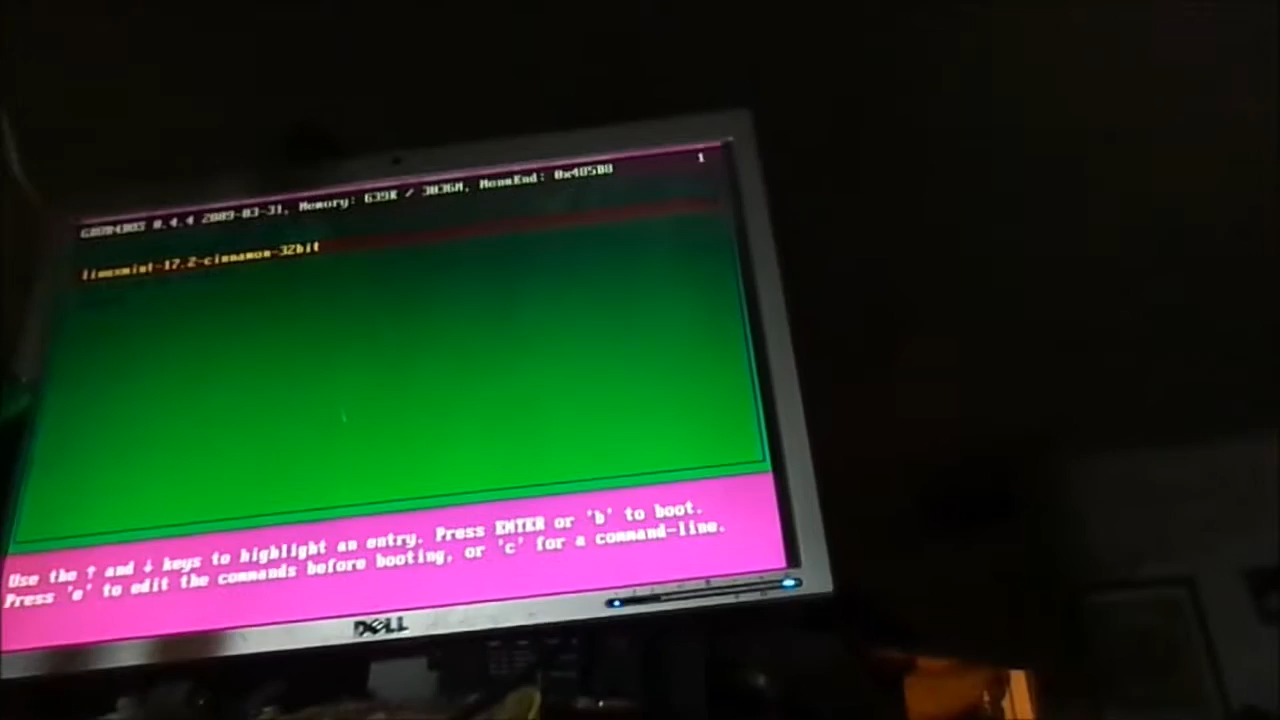 GRUB4DOS 0.4.4 2009-03-31, Memory: 639K / 3036M, MenuEnd: 0x485B0
1
linuxmint-17.2-cinnamon-32bit
Use the ↑ and ↓ keys to highlight an entry. Press ENTER or 'b' to boot.
Press 'e' to edit the commands before booting, or 'c' for a command-line.
DELL